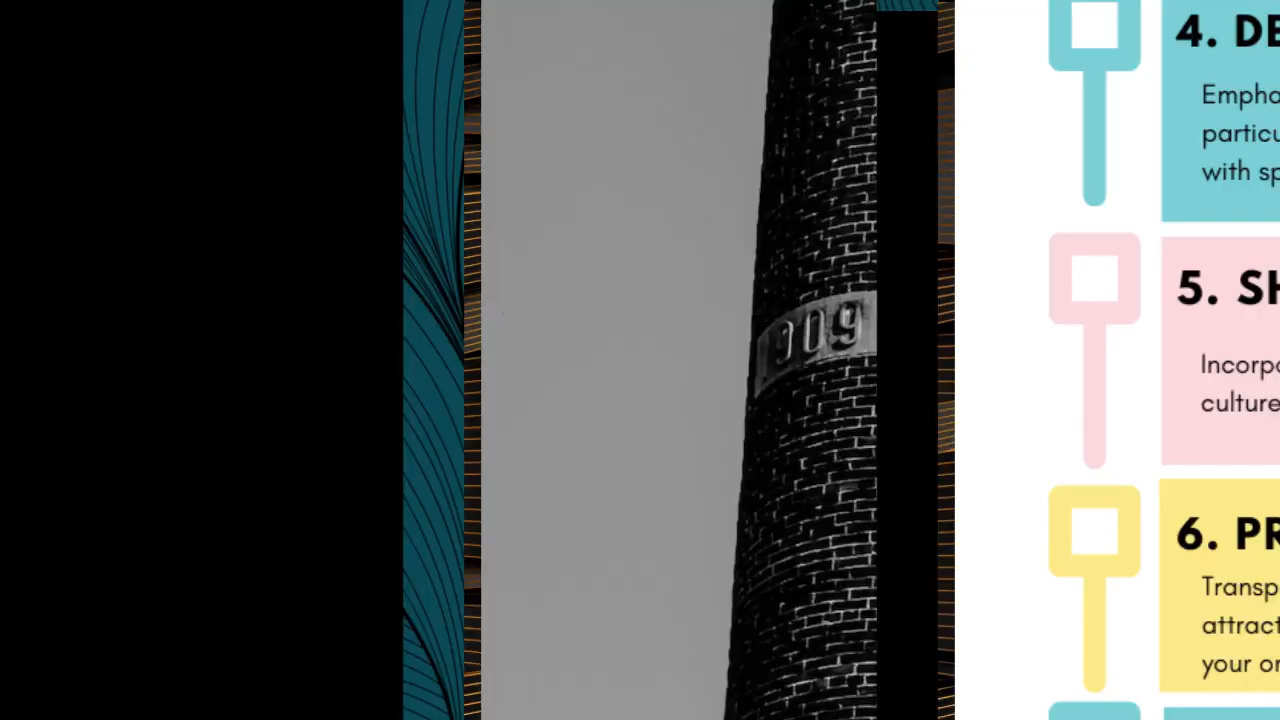 1909
4. DE
Empha
particu
with sp
5. SH
Incorpo
culture
6. PR
Transp
attract
your or